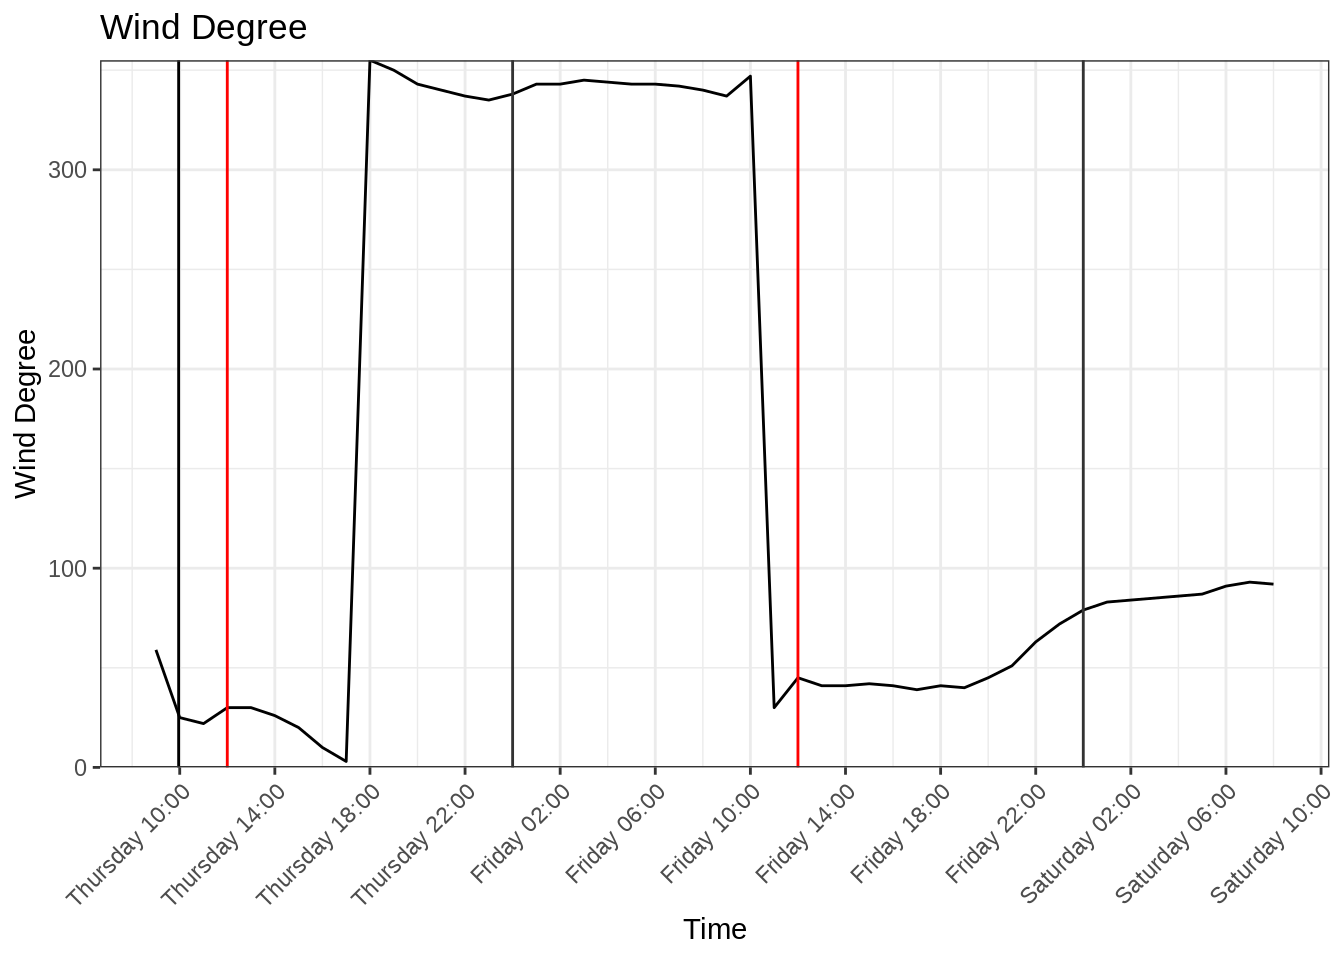 Wind Degree
Wind Degree
300
200
100
0
Thursday 10:00
Thursday 14:00
Thursday 18:00
Thursday 22:00
Friday 02:00
Friday 06:00
Friday 10:00
Friday 14:00
Friday 18:00
Friday 22:00
Saturday 02:00
Saturday 06:00
Saturday 10:00
Time